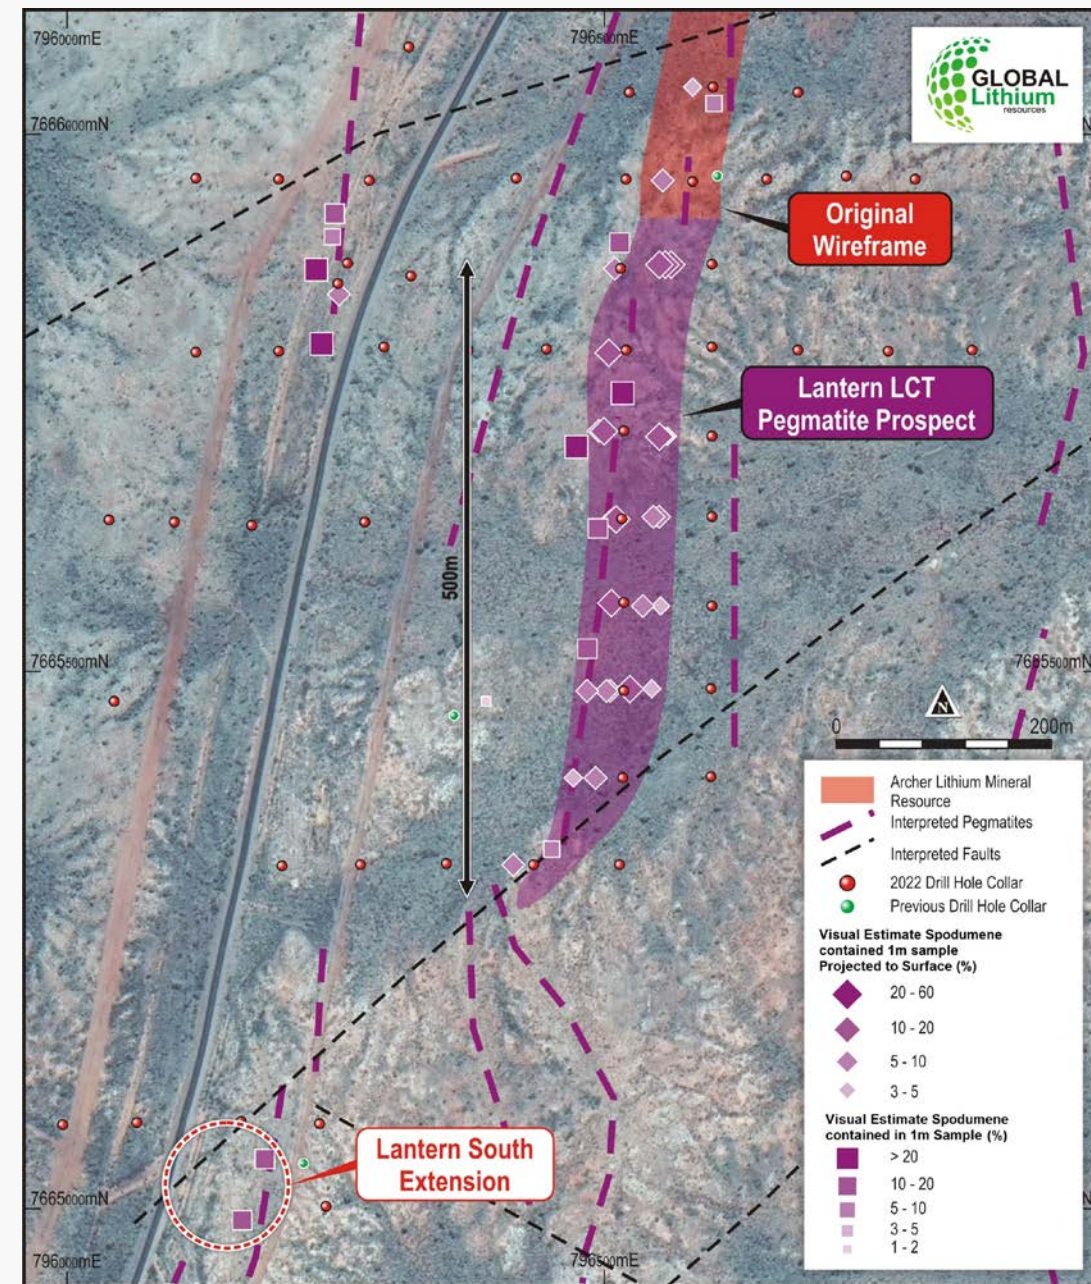 796000mE
796500mE
GLOBAL
Lithium
resources
7666000mN
N
Original
Wireframe
Lantern LCT
Pegmatite Prospect
500m
7665500mN
7665500mN
N
0
200m
Archer Lithium Mineral
Resource
Interpreted Pegmatites
Interpreted Faults
2022 Drill Hole Collar
Previous Drill Hole Collar
Visual Estimate Spodumene
contained 1m sample
Projected to Surface (%)
20 - 60
10 - 20
5 - 10
3 - 5
Visual Estimate Spodumene
contained in 1m Sample (%)
> 20
10 - 20
5 - 10
3 - 5
1 - 2
Lantern South
Extension
7665000mN
796000mE
796500mE